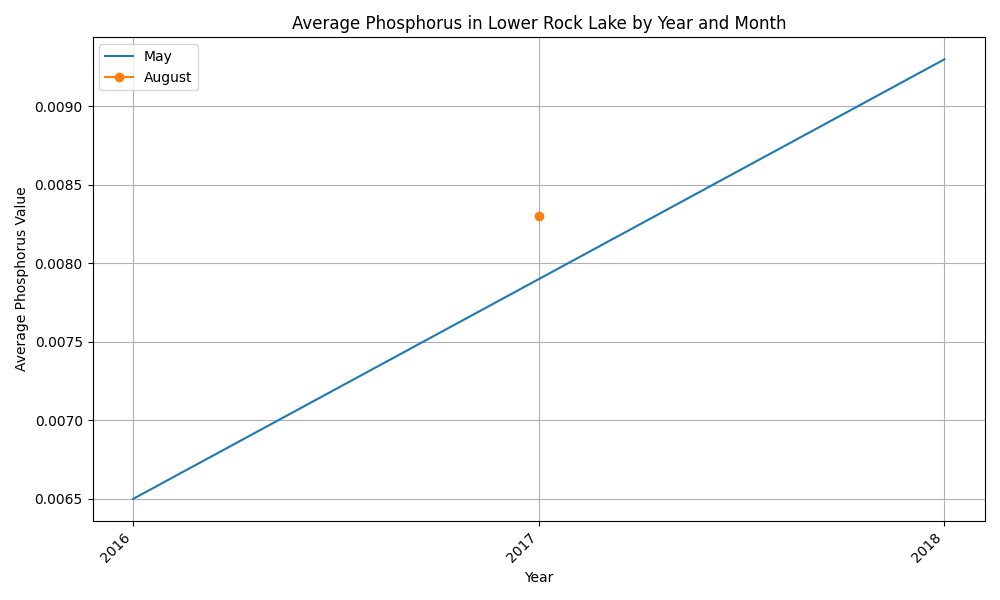 Average Phosphorus in Lower Rock Lake by Year and Month
May
August
Average Phosphorus Value
0.0090
0.0085
0.0080
0.0075
0.0070
0.0065
2016
2017
2018
Year